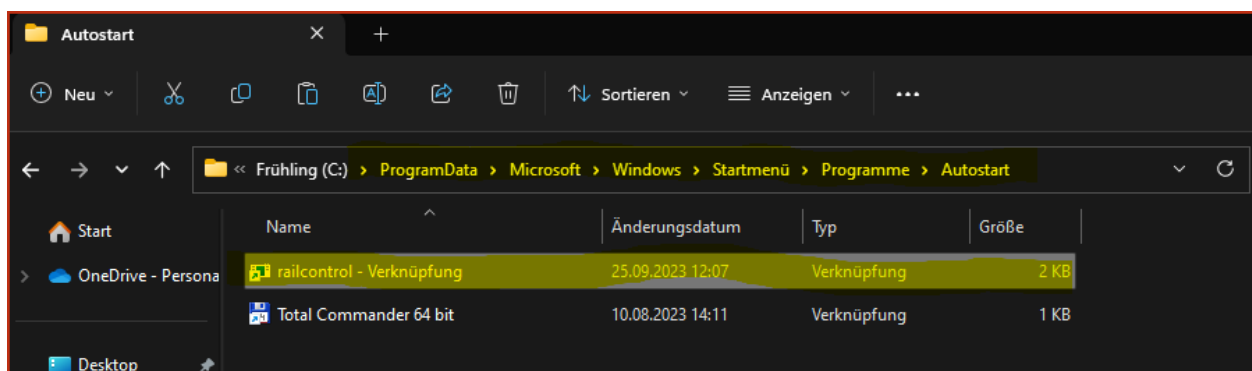 Autostart
Neu
Sortieren
Anzeigen
« Frühling (C:) > ProgramData > Microsoft > Windows > Startmenü > Programme > Autostart
Start
OneDrive - Persona
Desktop
Name Änderungsdatum Typ Größe
railcontrol - Verknüpfung 25.09.2023 12:07 Verknüpfung 2 KB
Total Commander 64 bit 10.08.2023 14:11 Verknüpfung 1 KB